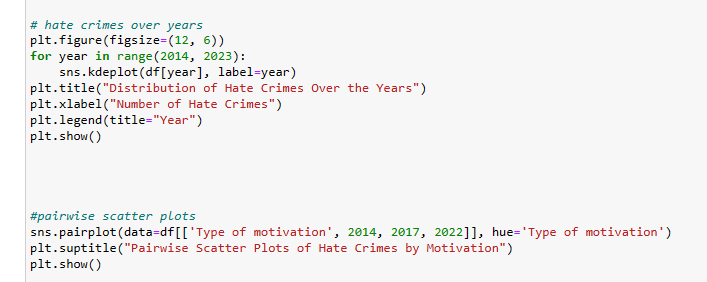 # hate crimes over years
plt.figure(figsize=(12, 6))
for year in range(2014, 2023):
    sns.kdeplot(df[year], label=year)
plt.title("Distribution of Hate Crimes Over the Years")
plt.xlabel("Number of Hate Crimes")
plt.legend(title="Year")
plt.show()
#pairwise scatter plots
sns.pairplot(data=df[['Type of motivation', 2014, 2017, 2022]], hue='Type of motivation')
plt.suptitle("Pairwise Scatter Plots of Hate Crimes by Motivation")
plt.show()